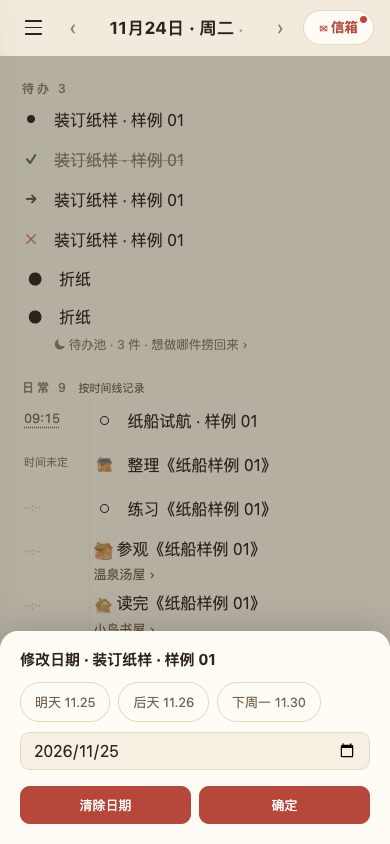 11月24日 · 周二
信箱
待办 3
装订纸样 · 样例 01
装订纸样 · 样例 01
装订纸样 · 样例 01
装订纸样 · 样例 01
折纸
折纸
待办池 · 3 件 · 想做哪件捞回来 ›
日常 9 按时间线记录
09:15 纸船试航 · 样例 01
时间未定 整理《纸船样例 01》
--:-- 练习《纸船样例 01》
--:-- 参观《纸船样例 01》
温泉汤屋 ›
--:-- 读完《纸船样例 01》
小鸟书屋 ›
修改日期 · 装订纸样 · 样例 01
明天 11.25 后天 11.26 下周一 11.30
2026/11/25
清除日期 确定